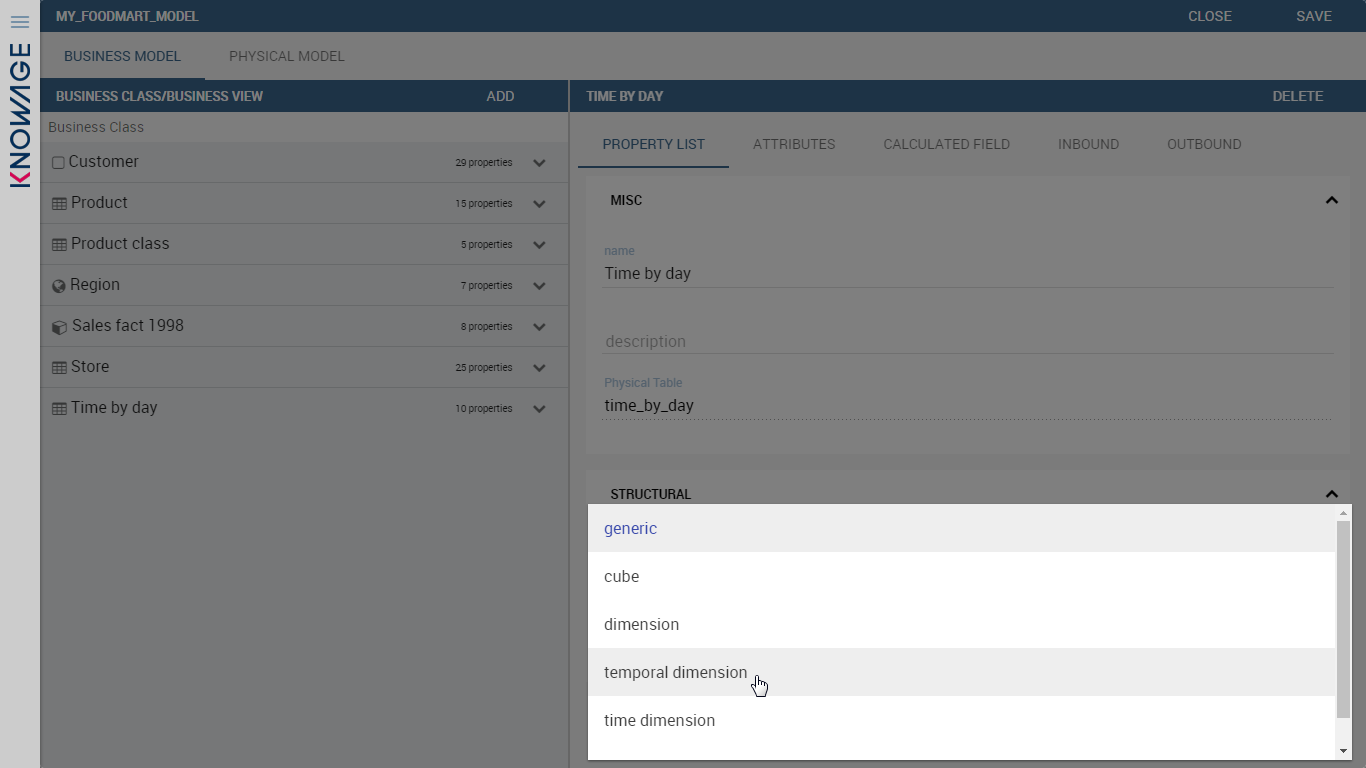 KNOWAGE
MY_FOODMART_MODEL CLOSE SAVE
BUSINESS MODEL PHYSICAL MODEL
BUSINESS CLASS/BUSINESS VIEW ADD
Business Class
Customer 29 properties
Product 15 properties
Product class 5 properties
Region 7 properties
Sales fact 1998 8 properties
Store 25 properties
Time by day 10 properties
TIME BY DAY DELETE
PROPERTY LIST ATTRIBUTES CALCULATED FIELD INBOUND OUTBOUND
MISC
name
Time by day
description
Physical Table
time_by_day
STRUCTURAL
generic
cube
dimension
temporal dimension
time dimension